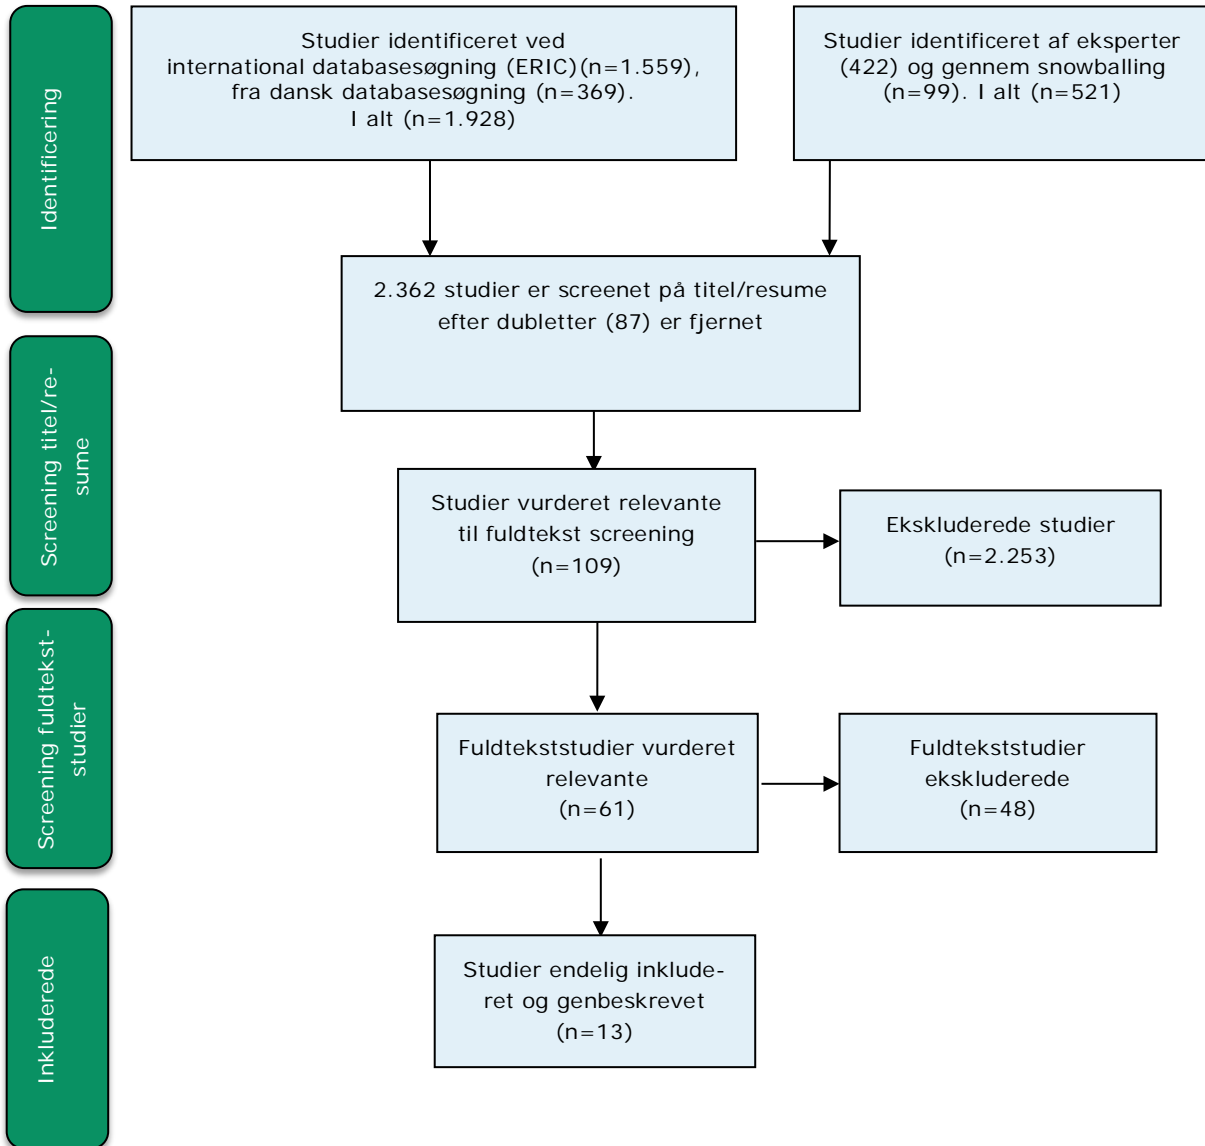 Identificering
Studier identificeret ved
international databasesøgning (ERIC)(n=1.559),
fra dansk databasesøgning (n=369).
I alt (n=1.928)
Studier identificeret af eksperter
(422) og gennem snowballing
(n=99). I alt (n=521)
2.362 studier er screenet på titel/resume
efter dubletter (87) er fjernet
Screening titel/re-
sume
Studier vurderet relevante
til fuldtekst screening
(n=109)
Ekskluderede studier
(n=2.253)
Screening fuldtekst-
studier
Fuldtekststudier vurderet
relevante
(n=61)
Fuldtekststudier
ekskluderede
(n=48)
Inkluderede
Studier endelig inklude-
ret og genbeskrevet
(n=13)